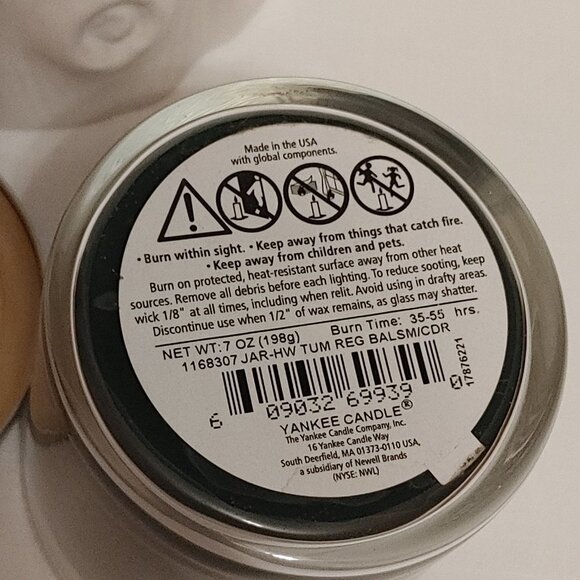 Made in the USA
with global components.
• Burn within sight. • Keep away from things that catch fire.
• Keep away from children and pets.
Burn on protected, heat-resistant surface away from other heat
sources. Remove all debris before each lighting. To reduce sooting, keep
wick 1/8" at all times, including when relit. Avoid using in drafty areas.
Discontinue use when 1/2" of wax remains, as glass may shatter.
NET WT:7 OZ (198g) Burn Time: 35-55 hrs.
1168307 JAR-HW TUM REG BALSM/CDR
6 09032 69939 0
17876221
YANKEE CANDLE®
The Yankee Candle Company, Inc.
16 Yankee Candle Way
South Deerfield, MA 01373-0110 USA,
a subsidiary of Newell Brands
(NYSE: NWL)